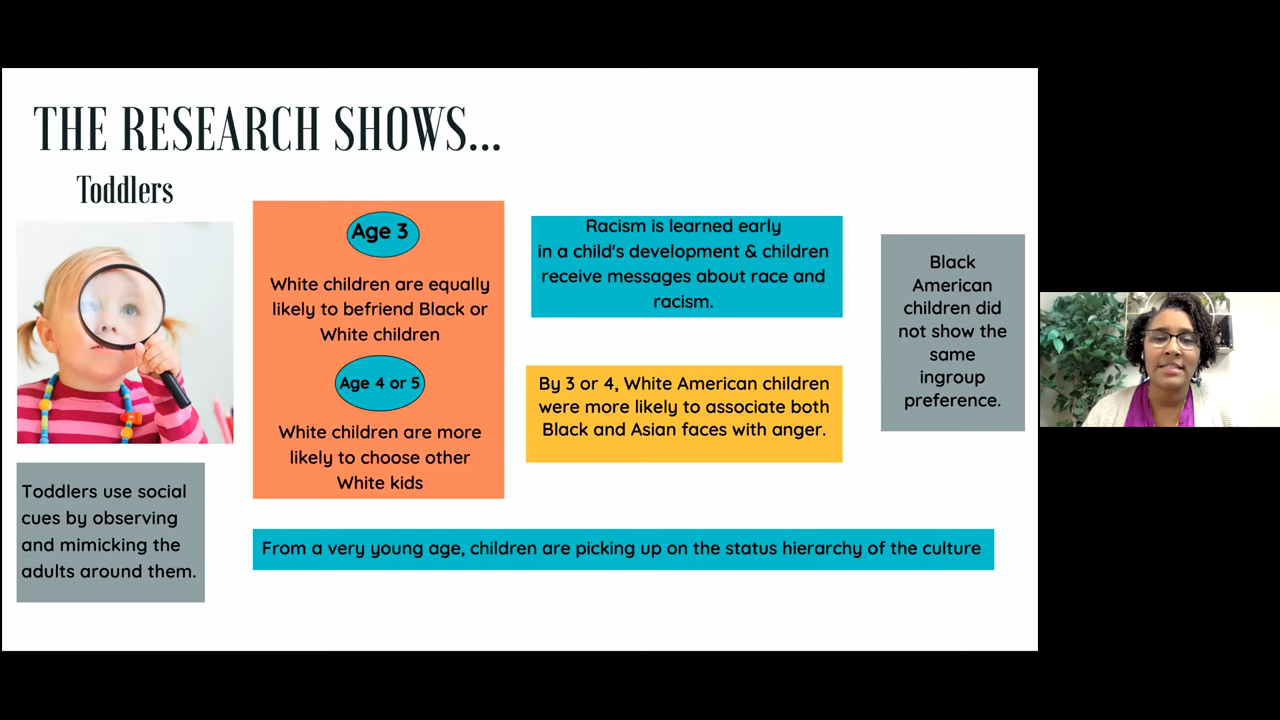 THE RESEARCH SHOWS...
Toddlers
Toddlers use social
cues by observing
and mimicking the
adults around them.
Age 3
White children are equally
likely to befriend Black or
White children
Age 4 or 5
White children are more
likely to choose other
White kids
Racism is learned early
in a child's development & children
receive messages about race and
racism.
By 3 or 4, White American children
were more likely to associate both
Black and Asian faces with anger.
Black
American
children did
not show the
same
ingroup
preference.
From a very young age, children are picking up on the status hierarchy of the culture